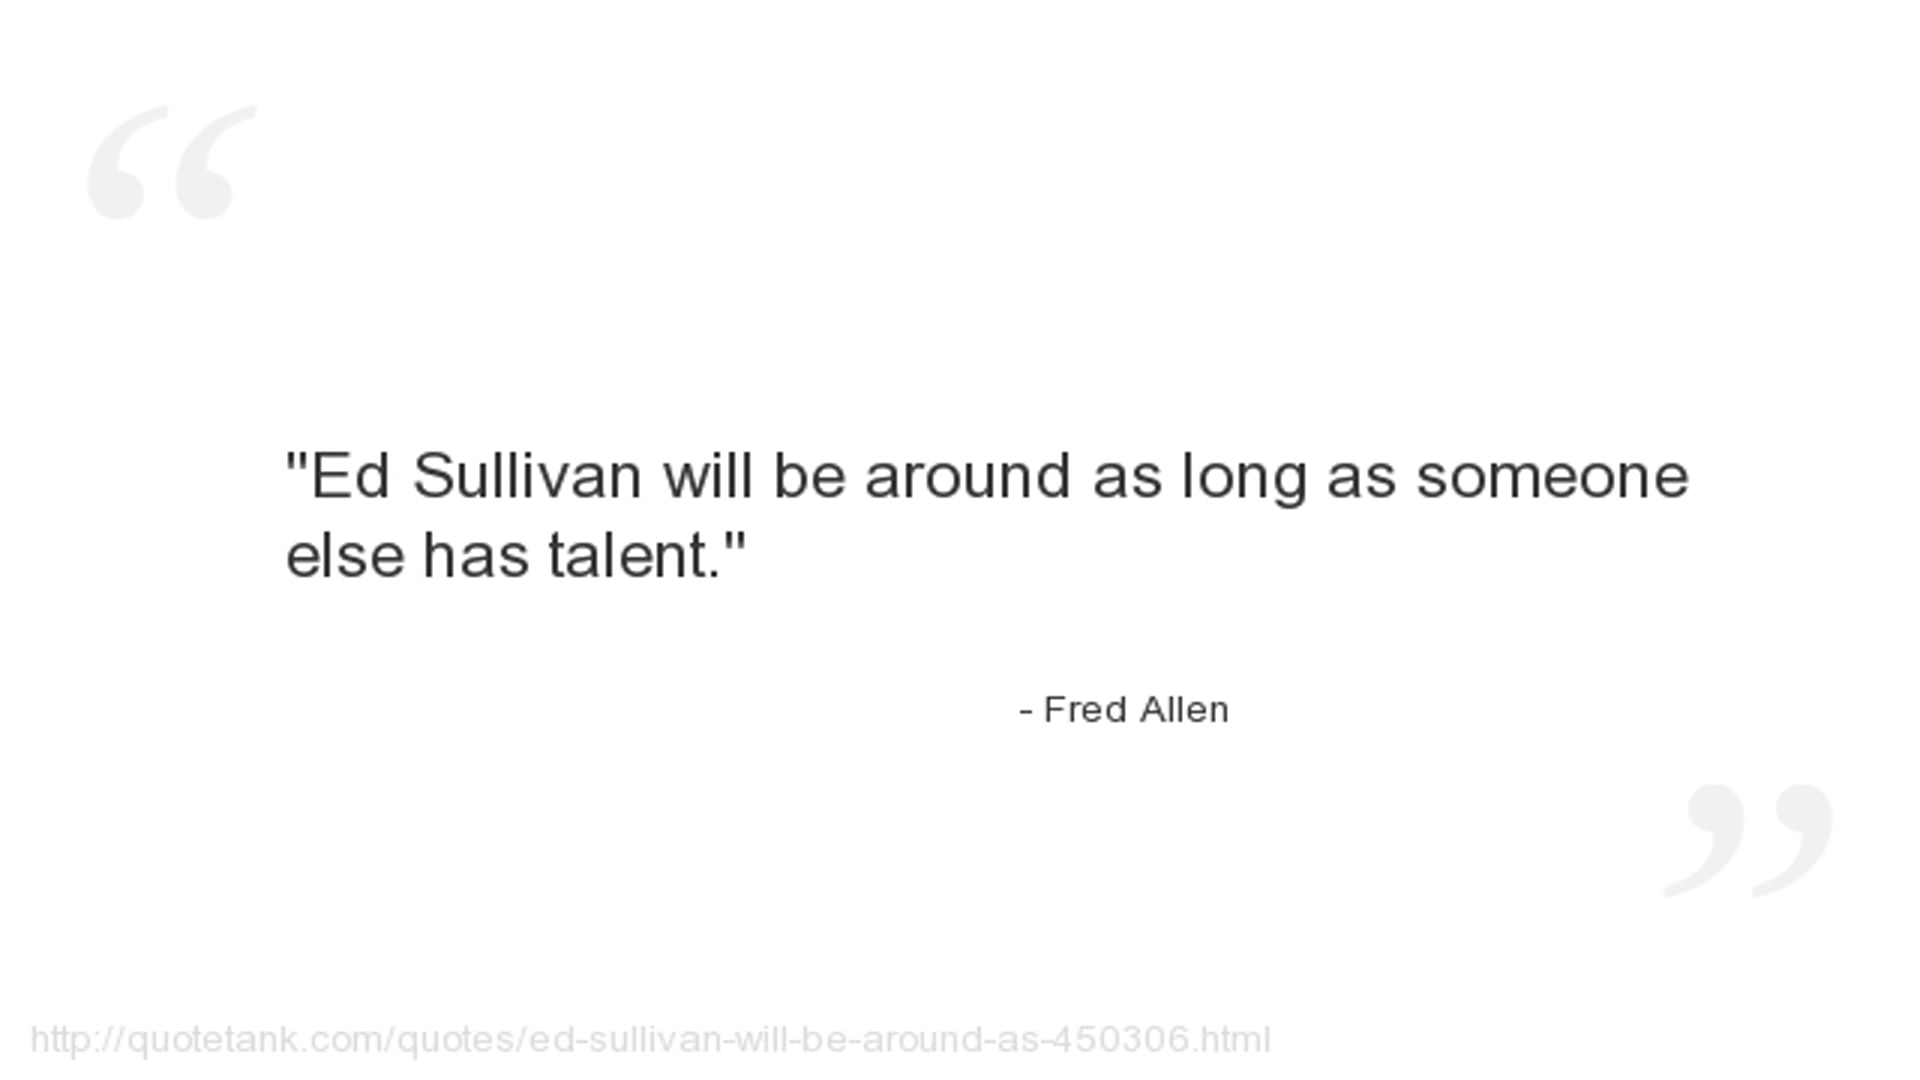 "Ed Sullivan will be around as long as someone
else has talent."
- Fred Allen
http://quotetank.com/quotes/ed-sullivan-will-be-around-as-450306.html